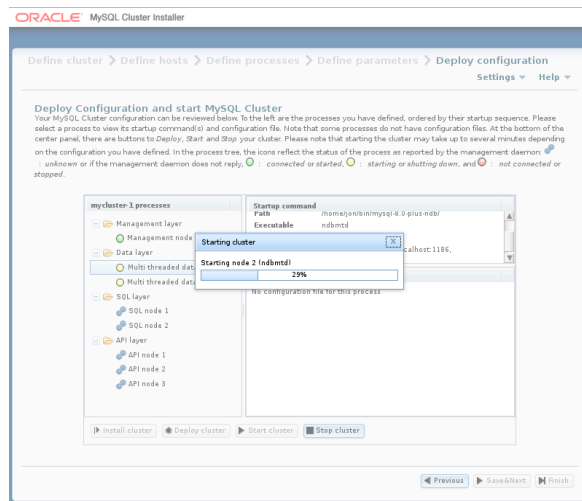 ORACLE® MySQL Cluster Installer
Define cluster ❯ Define hosts ❯ Define processes ❯ Define parameters ❯ Deploy configuration
Settings Help
Deploy Configuration and start MySQL Cluster
Your MySQL Cluster configuration can be reviewed below. To the left are the processes you have defined, ordered by their startup sequence. Please
select a process to view its startup command(s) and configuration file. Note that some processes do not have configuration files. At the bottom of the
center panel, there are buttons to Deploy, Start and Stop your cluster. Please note that starting the cluster may take up to several minutes depending
on the configuration you have defined. In the process tree, the icons reflect the status of the process as reported by the management daemon:
: unknown or if the management daemon does not reply, : connected or started, : starting or shutting down, and : not connected or
stopped.
mycluster-1 processes
Management layer
Management node
Data layer
Multi threaded dat
Multi threaded dat
SQL layer
SQL node 1
SQL node 2
API layer
API node 1
API node 2
API node 3
Startup command
Path /home/jon/bin/mysql-8.0-plus-ndb/
Executable ndbmtd
calhost:1186,
Starting cluster X
Starting node 2 (ndbmtd)
29%
No configuration file for this process
Install cluster Deploy cluster Start cluster Stop cluster
Previous Save&Next Finish